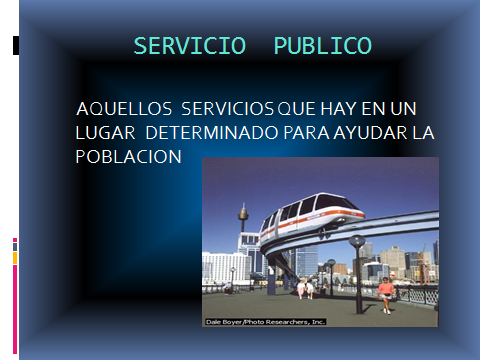 SERVICIO PUBLICO
AQUELLOS SERVICIOS QUE HAY EN UN
LUGAR DETERMINADO PARA AYUDAR LA
POBLACION
Dale Boyer/Photo Researchers, Inc.